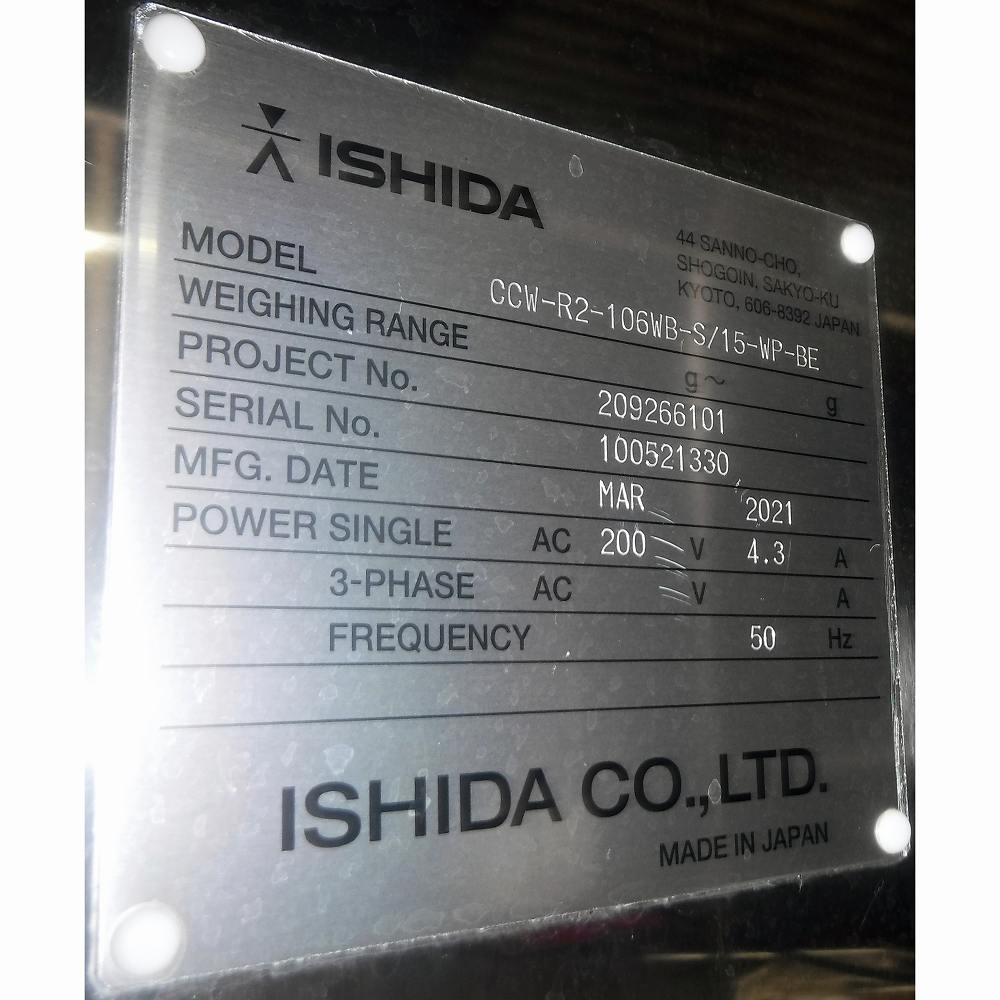 ISHIDA
44 SANNO-CHO,
SHOGOIN, SAKYO-KU
KYOTO, 606-8392 JAPAN
MODEL CCW-R2-106WB-S/15-WP-BE
WEIGHING RANGE g~ g
PROJECT No. 209266101
SERIAL No. 100521330
MFG. DATE MAR 2021
POWER SINGLE AC 200 V 4.3 A
3-PHASE AC V A
FREQUENCY 50 Hz
ISHIDA CO., LTD.
MADE IN JAPAN